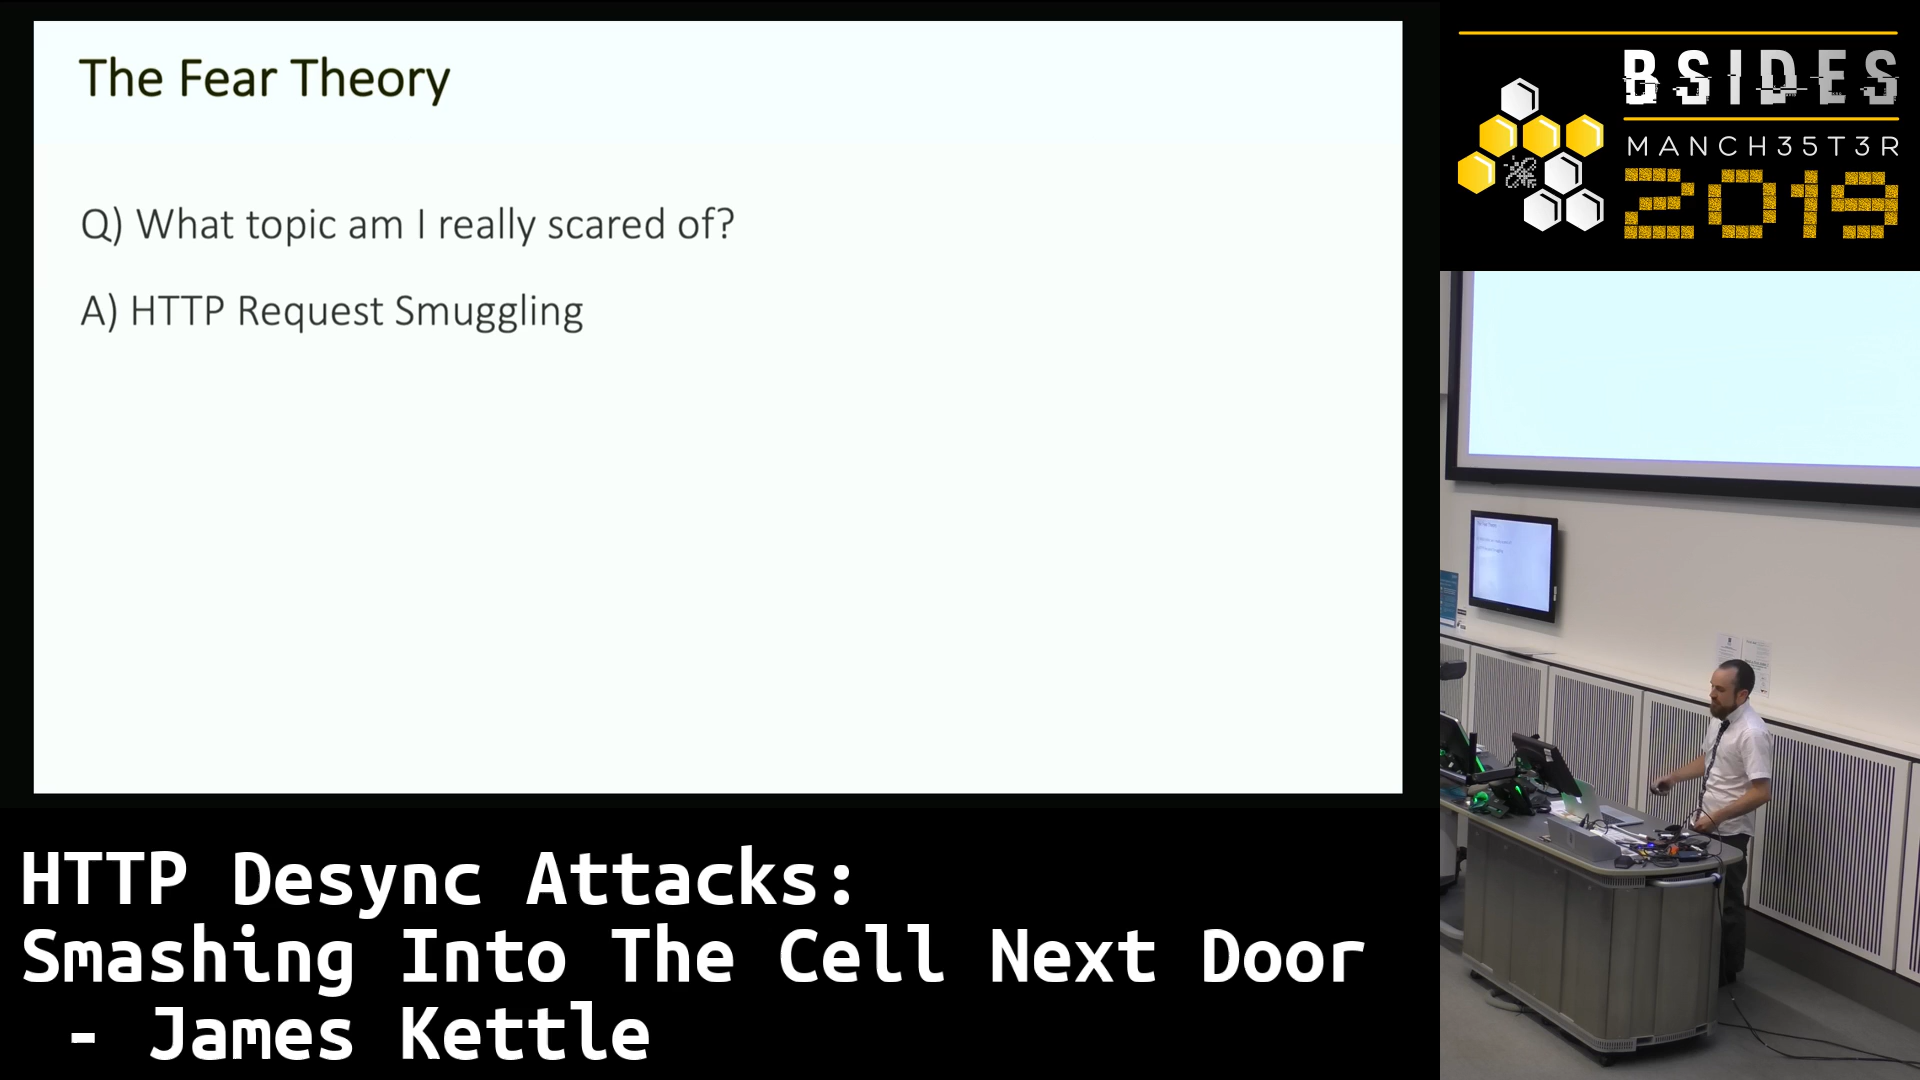 The Fear Theory
Q) What topic am I really scared of?
A) HTTP Request Smuggling
BSIDES
MANCH35T3R
2019
HTTP Desync Attacks:
Smashing Into The Cell Next Door
- James Kettle